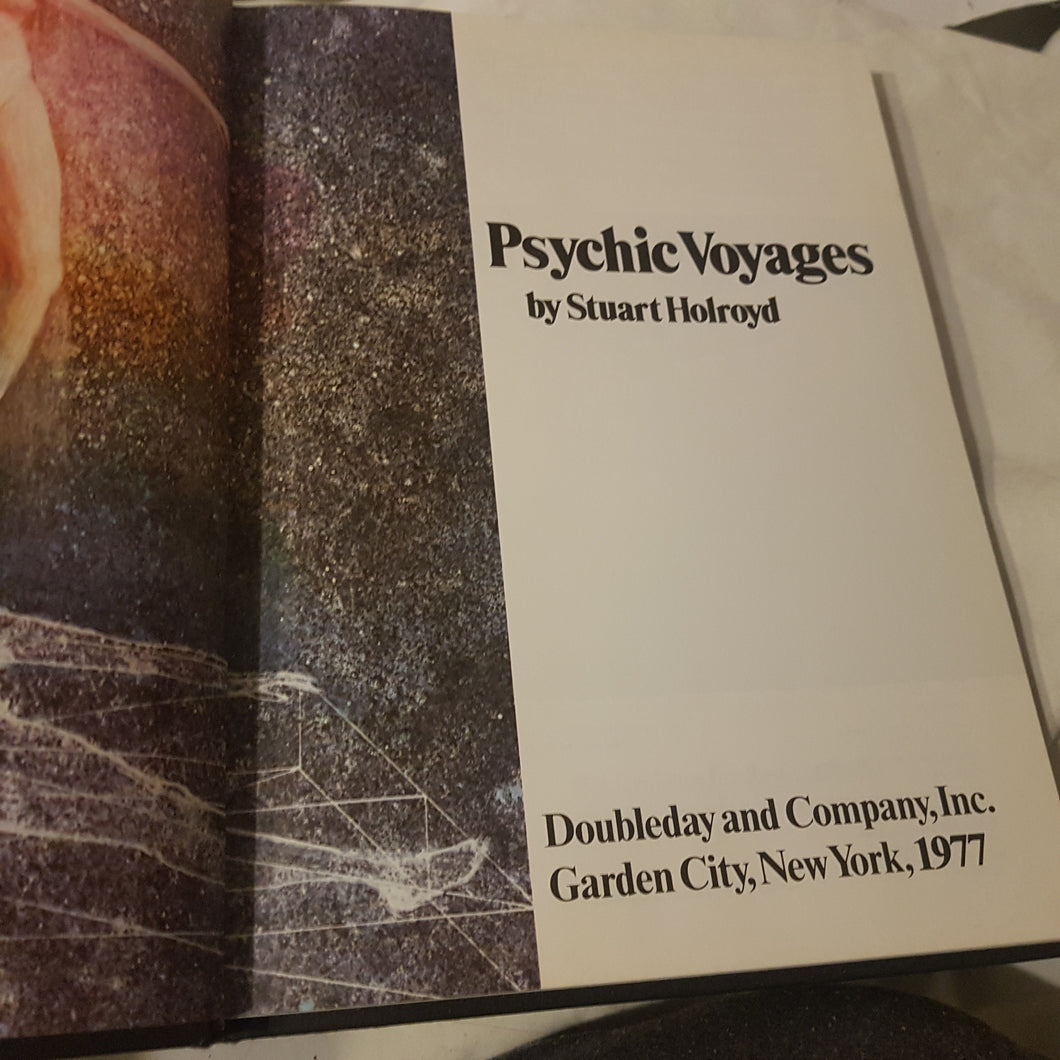 Psychic Voyages
by Stuart Holroyd
Doubleday and Company, Inc.
Garden City, New York, 1977